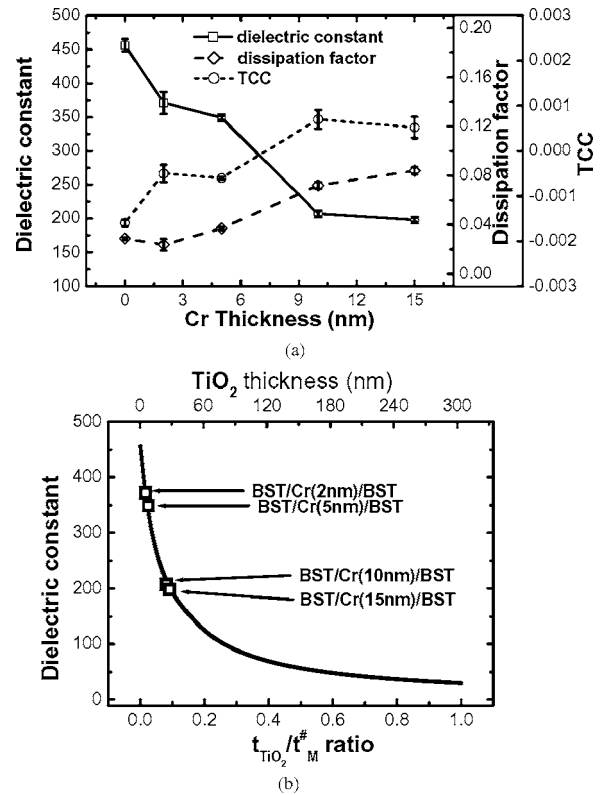 (a)
500
450
400
350
300
250
200
150
100
Dielectric constant
dielectric constant
dissipation factor
TCC
0.20
0.16
0.12
0.08
0.04
0.00
Dissipation factor
0.003
0.002
0.001
0.000
-0.001
-0.002
-0.003
TCC
0 3 6 9 12 15
Cr Thickness (nm)
TiO2 thickness (nm)
0 60 120 180 240 300
500
400
300
200
100
0
Dielectric constant
BST/Cr(2nm)/BST
BST/Cr(5nm)/BST
BST/Cr(10nm)/BST
BST/Cr(15nm)/BST
0.0 0.2 0.4 0.6 0.8 1.0
tTiO2/t#M ratio
(b)